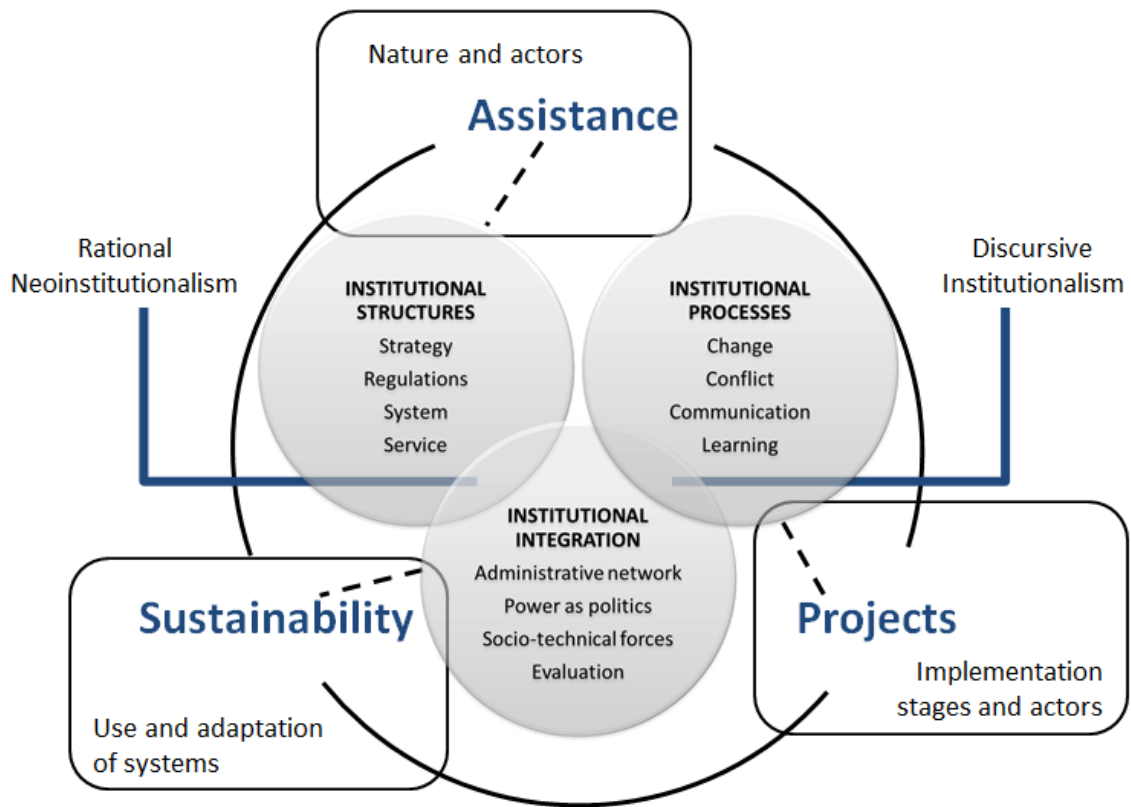 Nature and actors
Assistance
Rational
Neoinstitutionalism
Discursive
Institutionalism
INSTITUTIONAL
STRUCTURES
Strategy
Regulations
System
Service
INSTITUTIONAL
PROCESSES
Change
Conflict
Communication
Learning
INSTITUTIONAL
INTEGRATION
Administrative network
Power as politics
Socio-technical forces
Evaluation
Sustainability
Use and adaptation
of systems
Projects
Implementation
stages and actors